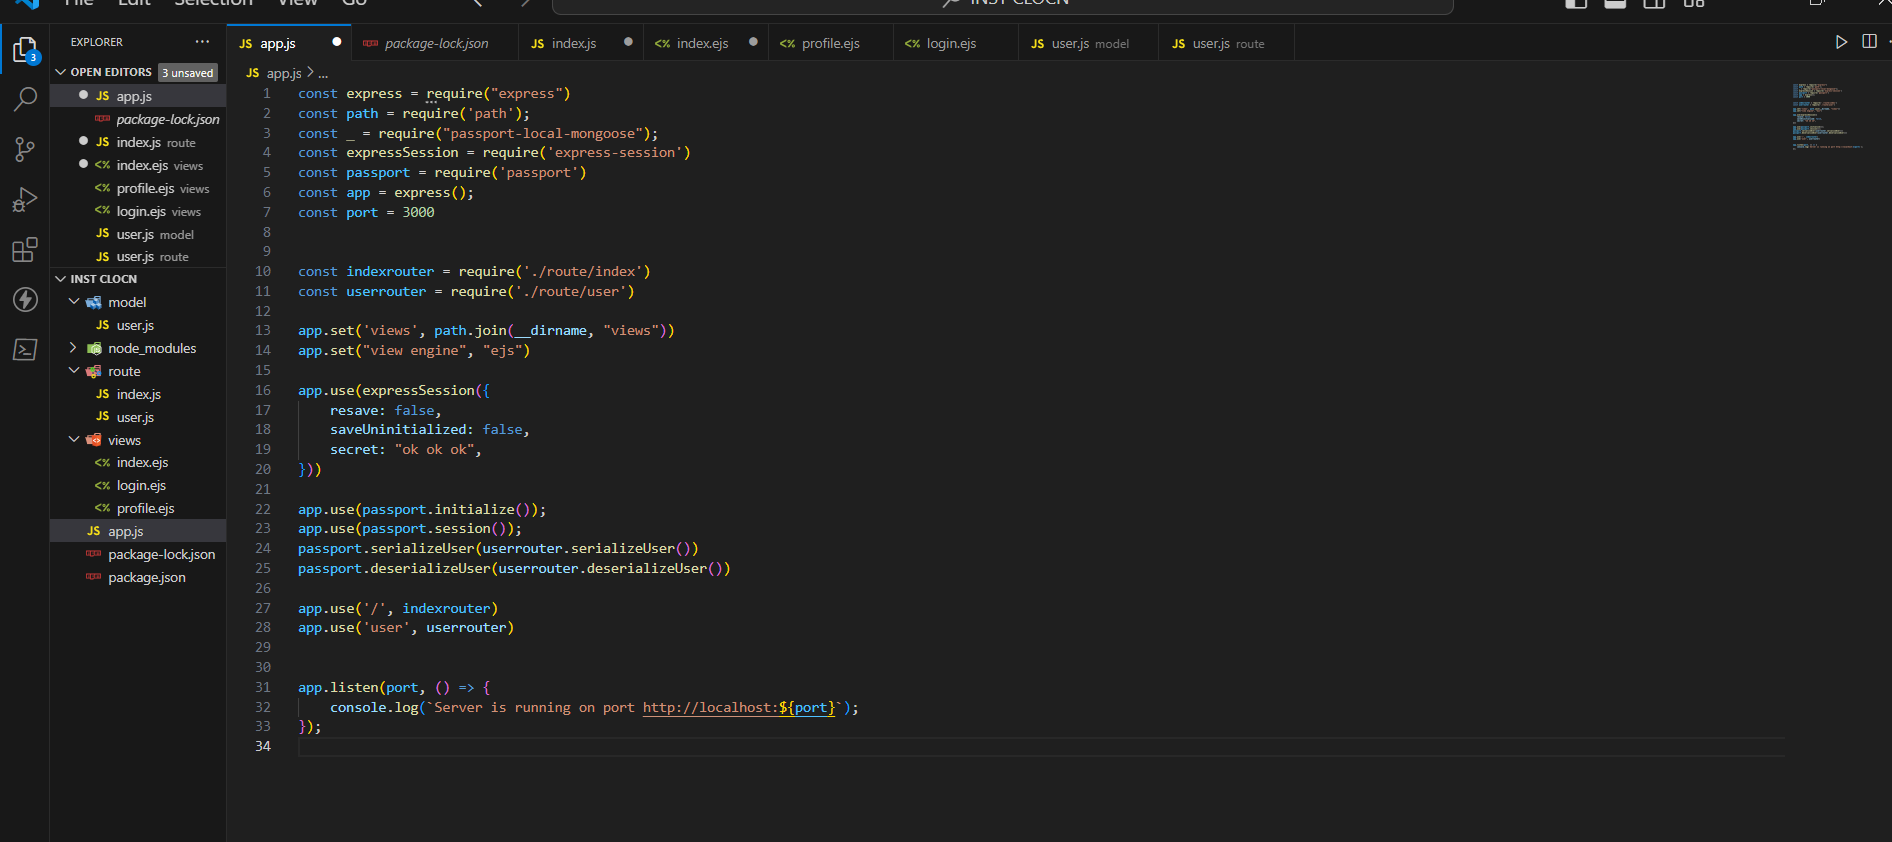 File Edit Selection View Go
INST CLOCN
EXPLORER ···
OPEN EDITORS 3 unsaved
JS app.js
package-lock.json
JS index.js route
<%> index.ejs views
<%> profile.ejs views
<%> login.ejs views
JS user.js model
JS user.js route
INST CLOCN
model
JS user.js
node_modules
route
JS index.js
JS user.js
views
<%> index.ejs
<%> login.ejs
<%> profile.ejs
JS app.js
package-lock.json
package.json
3
JS app.js
package-lock.json
JS index.js
<%> index.ejs
<%> profile.ejs
<%> login.ejs
JS user.js model
JS user.js route
JS app.js > ...
1 const express = require("express")
2 const path = require('path');
3 const _ = require("passport-local-mongoose");
4 const expressSession = require('express-session')
5 const passport = require('passport')
6 const app = express();
7 const port = 3000
8
9
10 const indexrouter = require('./route/index')
11 const userrouter = require('./route/user')
12
13 app.set('views', path.join(__dirname, "views"))
14 app.set("view engine", "ejs")
15
16 app.use(expressSession({
17 resave: false,
18 saveUninitialized: false,
19 secret: "ok ok ok",
20 }))
21
22 app.use(passport.initialize());
23 app.use(passport.session());
24 passport.serializeUser(userrouter.serializeUser())
25 passport.deserializeUser(userrouter.deserializeUser())
26
27 app.use('/', indexrouter)
28 app.use('user', userrouter)
29
30
31 app.listen(port, () => {
32 console.log(`Server is running on port http://localhost:${port}`);
33 });
34